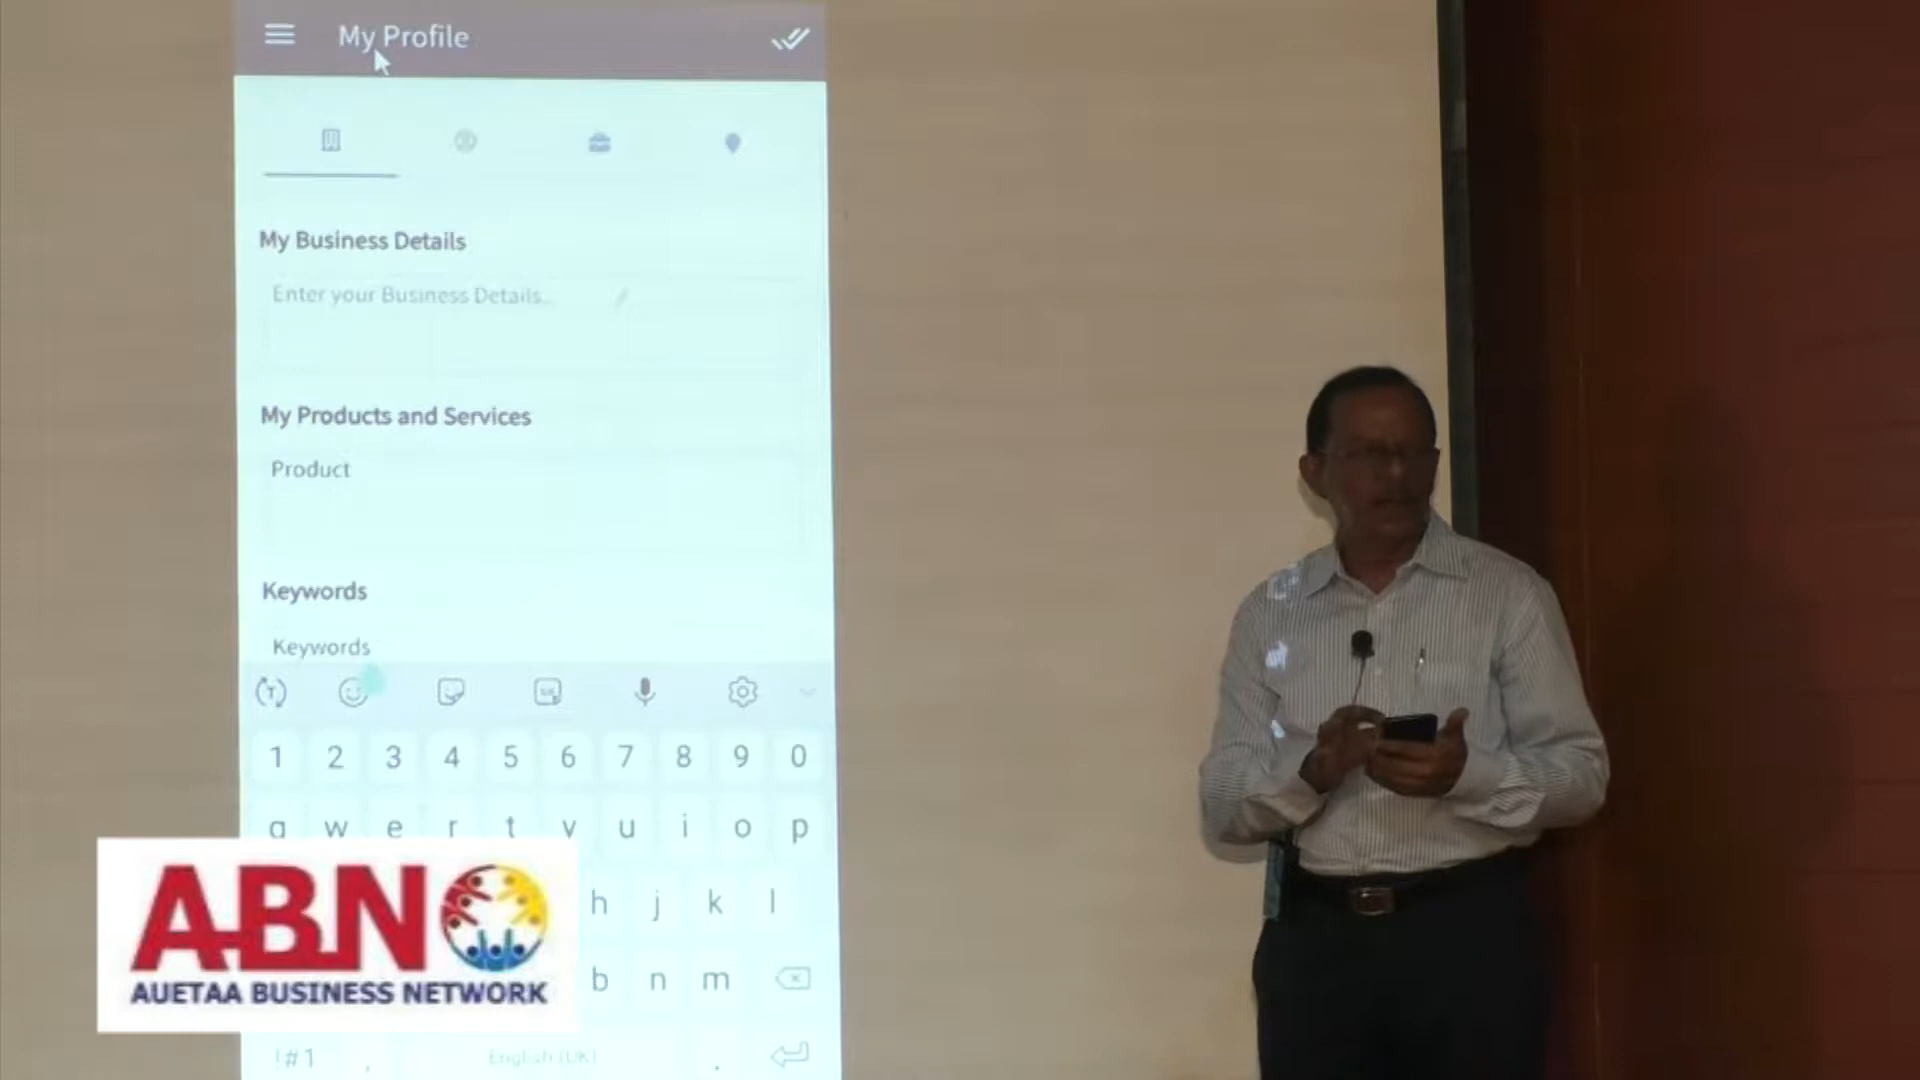 My Profile
My Business Details
Enter your Business Details...
My Products and Services
Product
Keywords
Keywords
GIF
1 2 3 4 5 6 7 8 9 0
q w e r t y u i o p
h j k l
b n m
!#1 , English (UK) .
ABN
AUETAA BUSINESS NETWORK